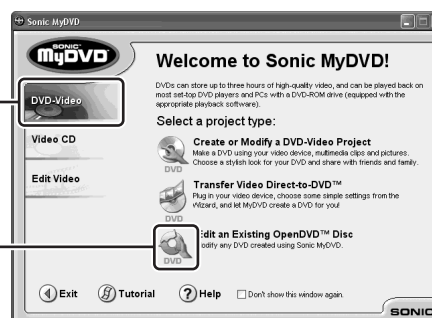 Sonic MyDVD
SONIC™
MyDVD
Welcome to Sonic MyDVD!
DVDs can store up to three hours of high-quality video, and can be played back on
most set-top DVD players and PCs with a DVD-ROM drive (equipped with the
appropriate playback software).
DVD-Video
Video CD
Edit Video
Select a project type:
Create or Modify a DVD-Video Project
Make a DVD using your video device, multimedia clips and pictures.
Choose a stylish look for your DVD and share with friends and family.
DVD
Transfer Video Direct-to-DVD™
Plug in your video device, choose some simple settings from the
Wizard, and let MyDVD create a DVD for you!
DVD
Edit an Existing OpenDVD™ Disc
Modify any DVD created using Sonic MyDVD.
DVD
Exit
Tutorial
? Help
Don't show this window again.
SONIC